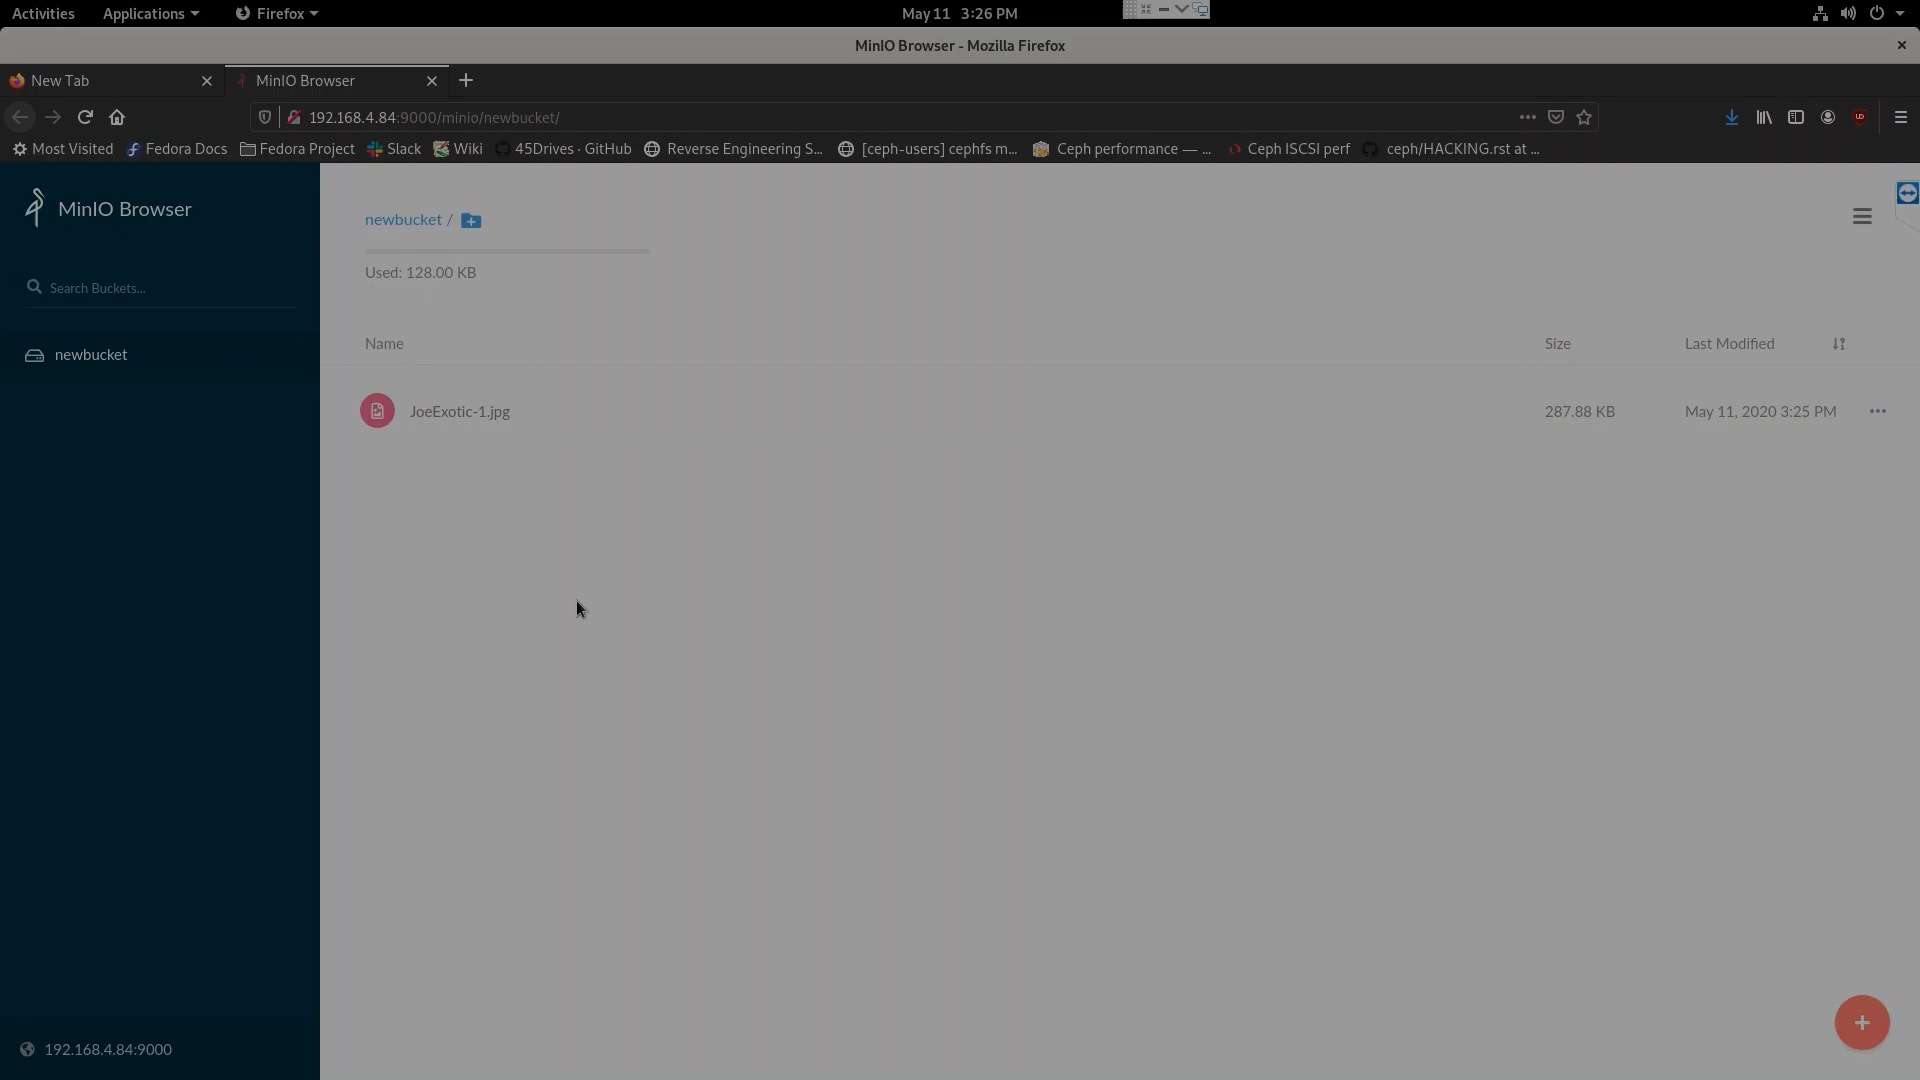 Activities Applications Firefox May 11 3:26 PM
MinIO Browser - Mozilla Firefox
New Tab MinIO Browser
192.168.4.84:9000/minio/newbucket/
Most Visited Fedora Docs Fedora Project Slack Wiki 45Drives · GitHub Reverse Engineering S... [ceph-users] cephfs m... Ceph performance — ... Ceph ISCSI perf ceph/HACKING.rst at ...
MinIO Browser
Search Buckets...
newbucket
192.168.4.84:9000
newbucket /
Used: 128.00 KB
Name Size Last Modified
JoeExotic-1.jpg 287.88 KB May 11, 2020 3:25 PM